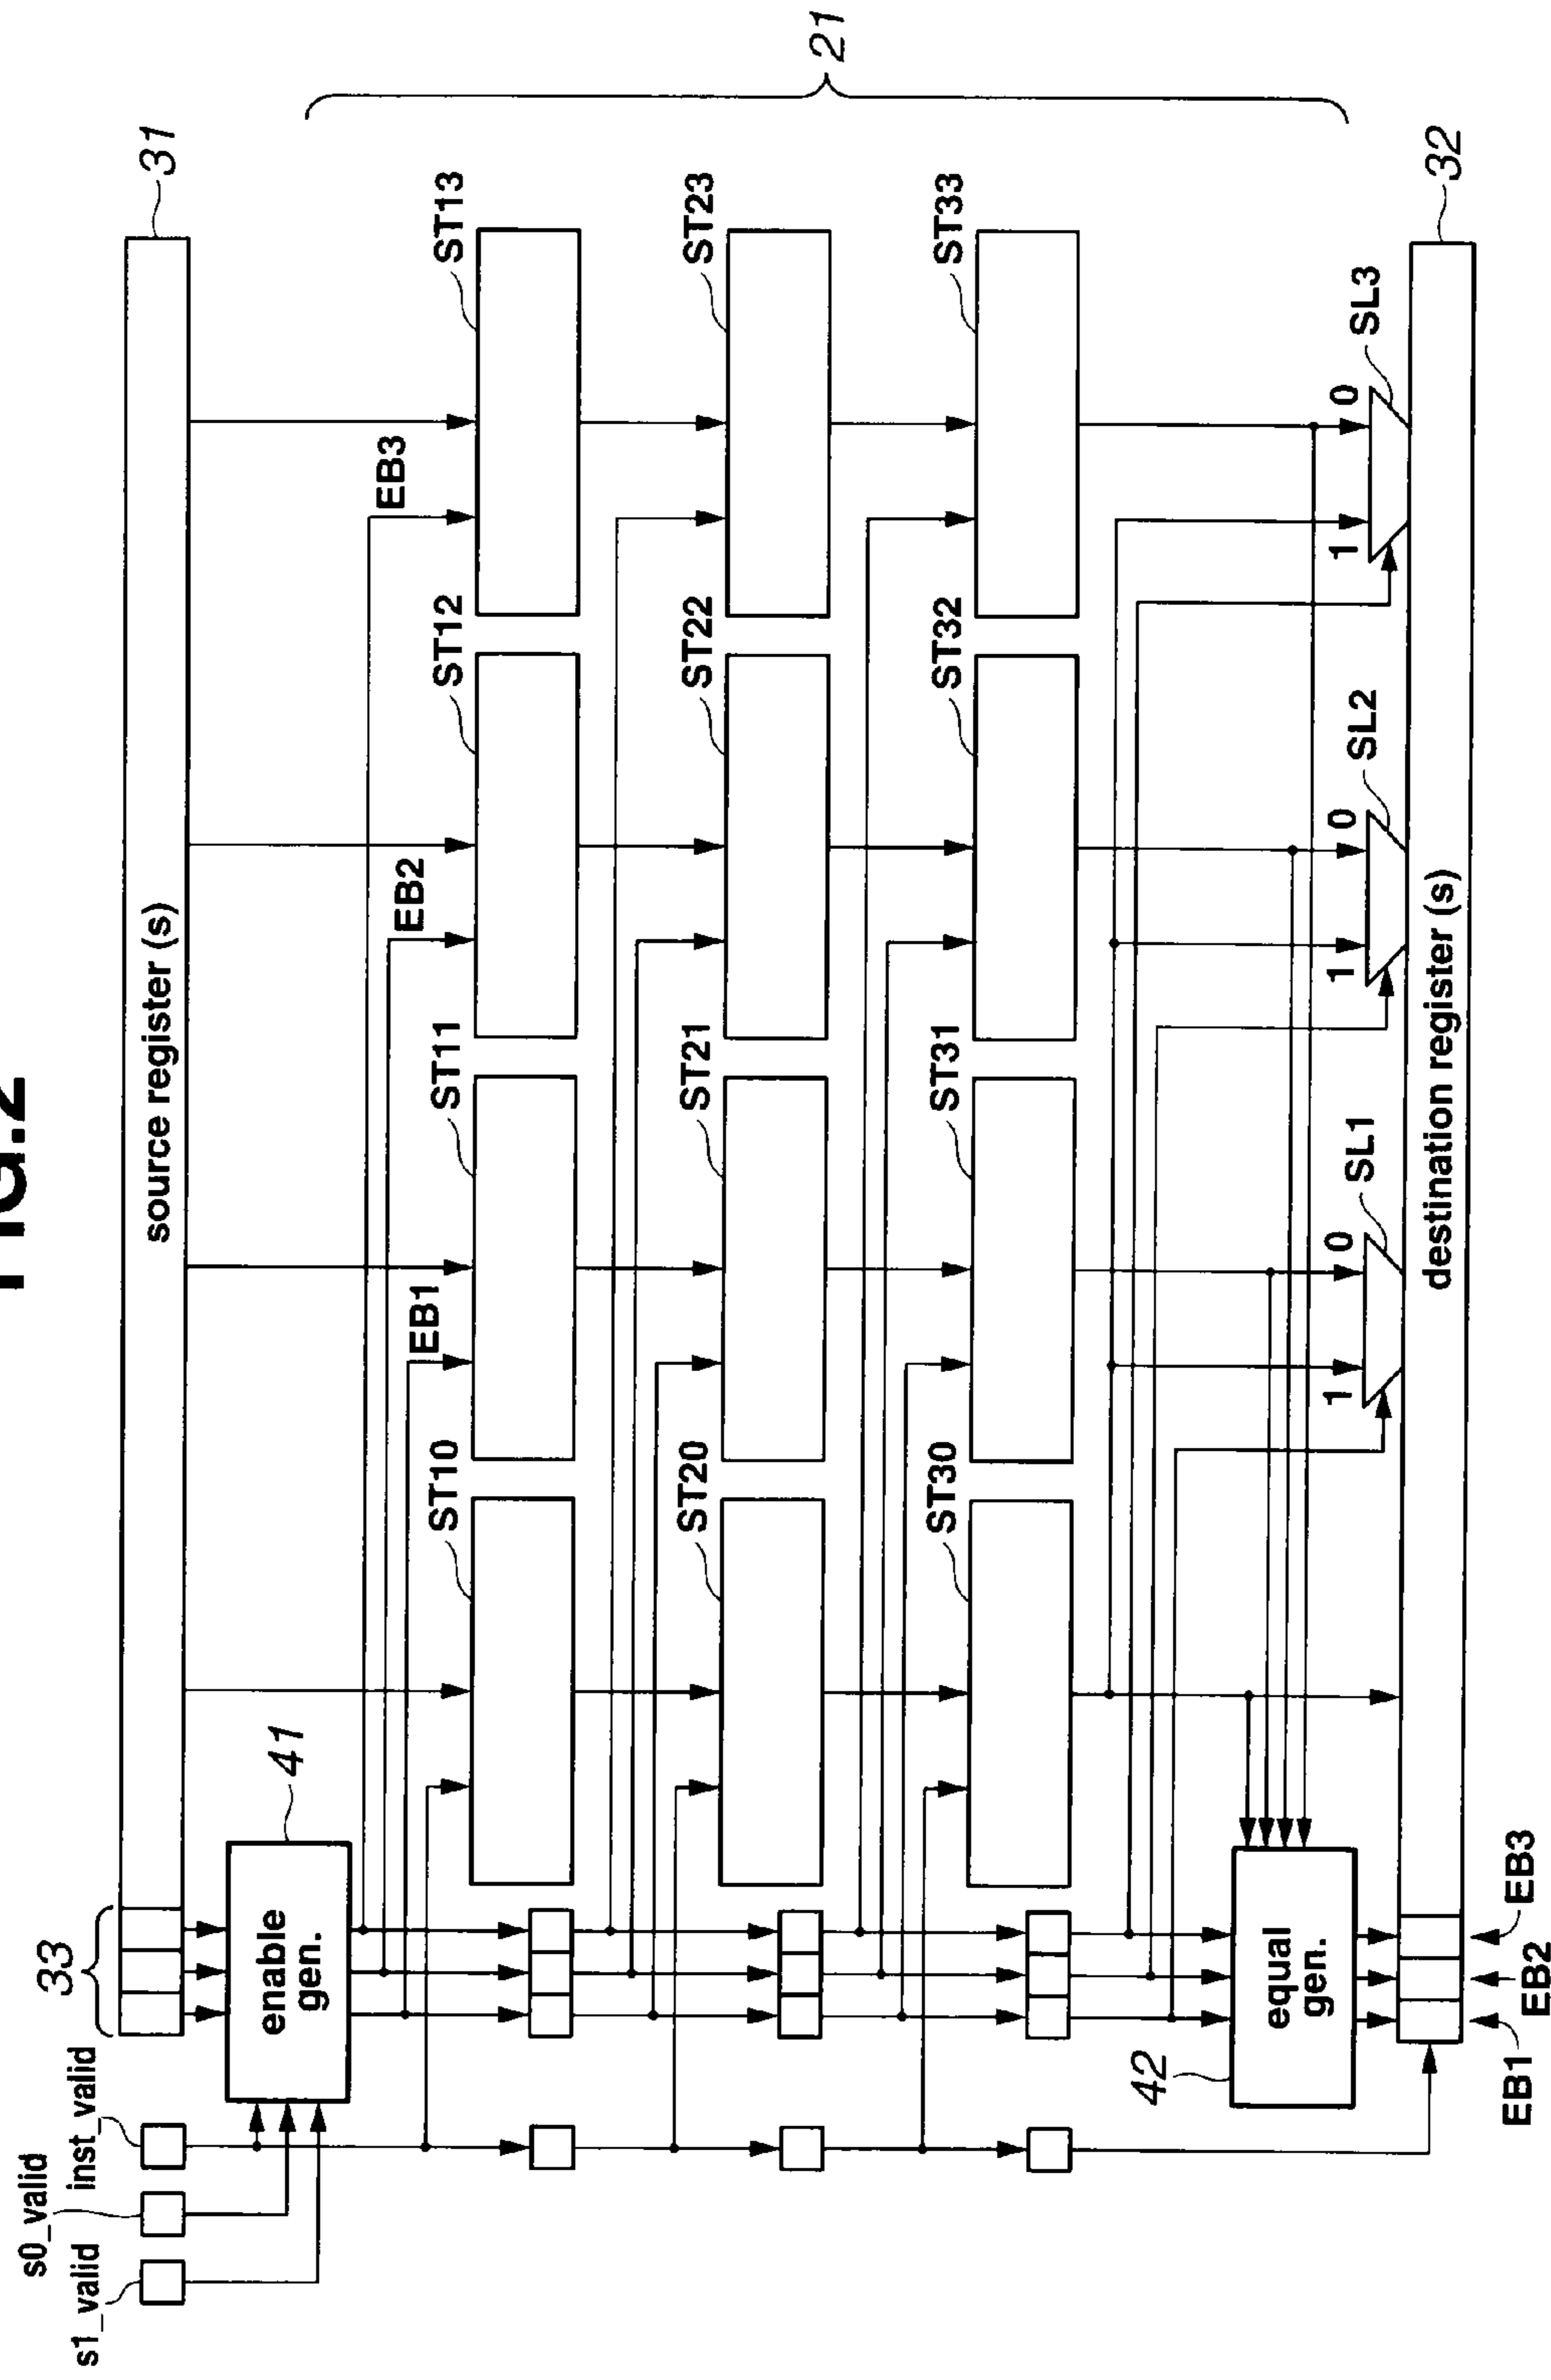 FIG.2
s1_valid
s0_valid
inst_valid
33
source register (s)
31
enable
gen.
41
EB1
EB2
EB3
ST10
ST11
ST12
ST13
ST20
ST21
ST22
ST23
ST30
ST31
ST32
ST33
21
42
equal
gen.
1
0
SL1
1
0
SL2
1
0
SL3
destination register (s)
32
EB1
EB2
EB3